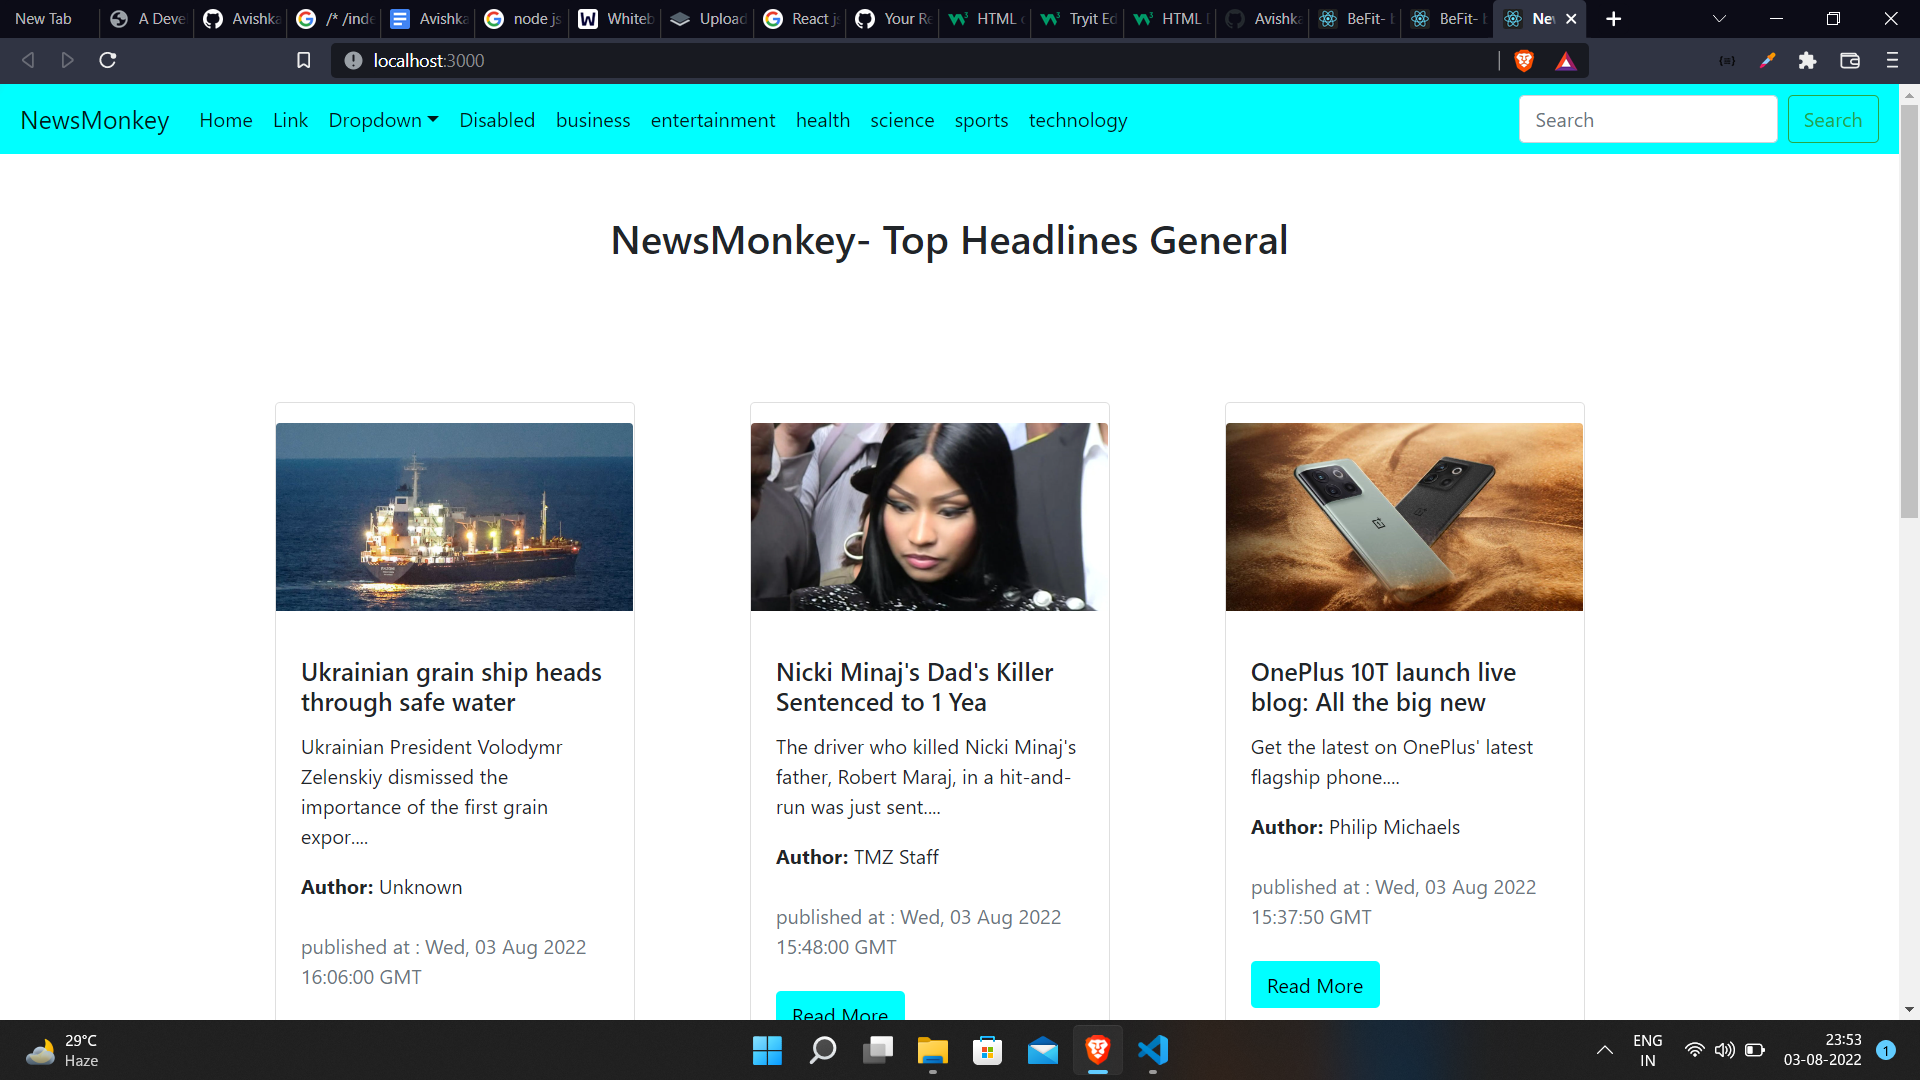 New Tab
A Deve
Avishka
/* /inde
Avishka
node js
Whiteb
Upload
React js
Your Re
HTML c
Tryit Ed
HTML
Avishka
BeFit- b
BeFit- b
New
localhost:3000
NewsMonkey Home Link Dropdown Disabled business entertainment health science sports technology Search Search
NewsMonkey- Top Headlines General
Ukrainian grain ship heads
through safe water
Ukrainian President Volodymr
Zelenskiy dismissed the
importance of the first grain
expor....
Author: Unknown
published at : Wed, 03 Aug 2022
16:06:00 GMT
Nicki Minaj's Dad's Killer
Sentenced to 1 Yea
The driver who killed Nicki Minaj's
father, Robert Maraj, in a hit-and-
run was just sent....
Author: TMZ Staff
published at : Wed, 03 Aug 2022
15:48:00 GMT
Read More
OnePlus 10T launch live
blog: All the big new
Get the latest on OnePlus' latest
flagship phone....
Author: Philip Michaels
published at : Wed, 03 Aug 2022
15:37:50 GMT
Read More
29°C
Haze
ENG
IN
23:53
03-08-2022
1